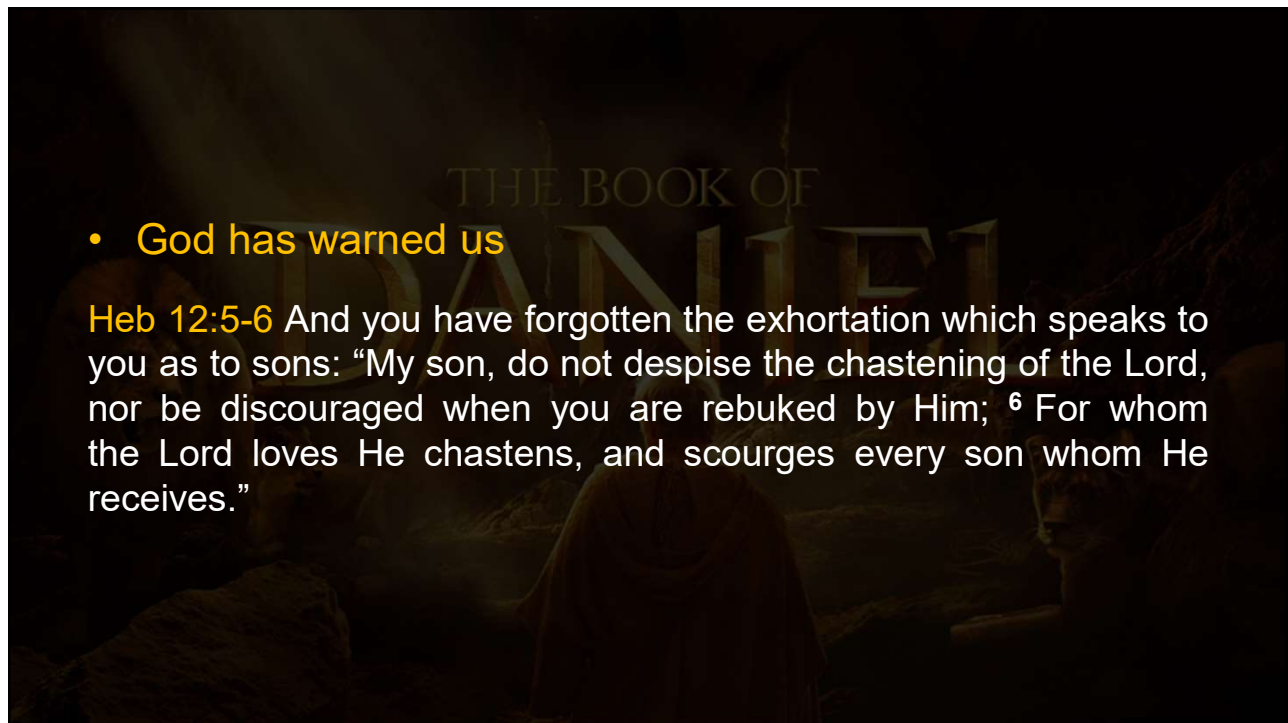 THE BOOK OF
DANIEL
• God has warned us
Heb 12:5-6 And you have forgotten the exhortation which speaks to
you as to sons: “My son, do not despise the chastening of the Lord,
nor be discouraged when you are rebuked by Him; 6 For whom
the Lord loves He chastens, and scourges every son whom He
receives.”